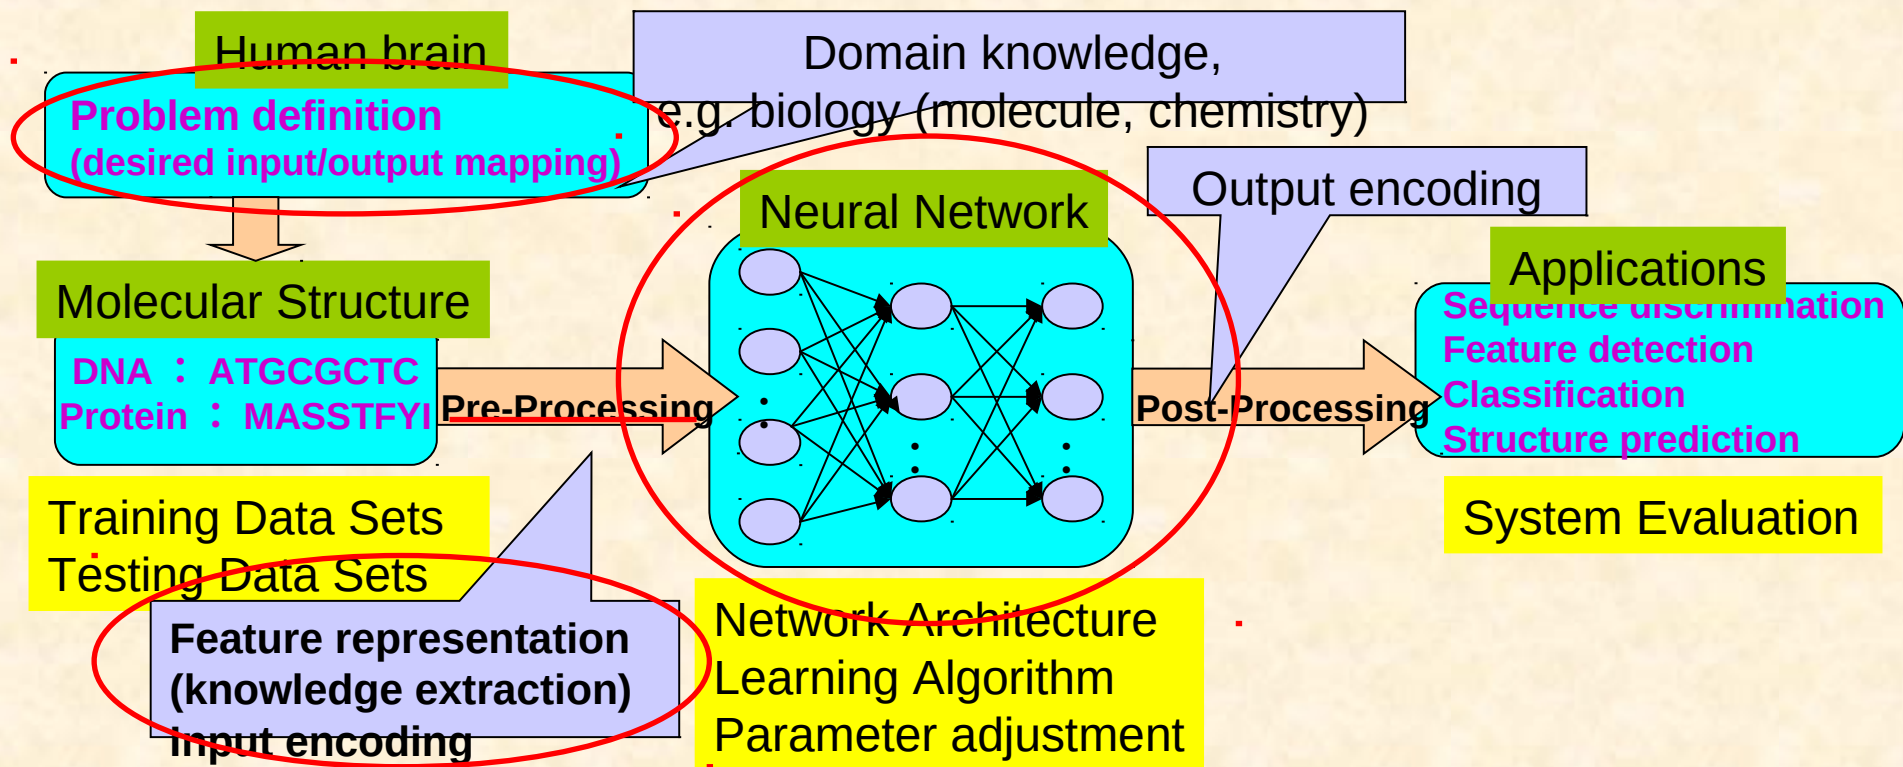 Human brain
Problem definition
(desired input/output mapping)
Domain knowledge,
e.g. biology (molecule, chemistry)
Molecular Structure
DNA : ATGCGCTC
Protein : MASSTFYI
Training Data Sets
Testing Data Sets
Pre-Processing
Feature representation
(knowledge extraction)
Input encoding
Neural Network
Network Architecture
Learning Algorithm
Parameter adjustment
Output encoding
Post-Processing
Applications
Sequence discrimination
Feature detection
Classification
Structure prediction
System Evaluation